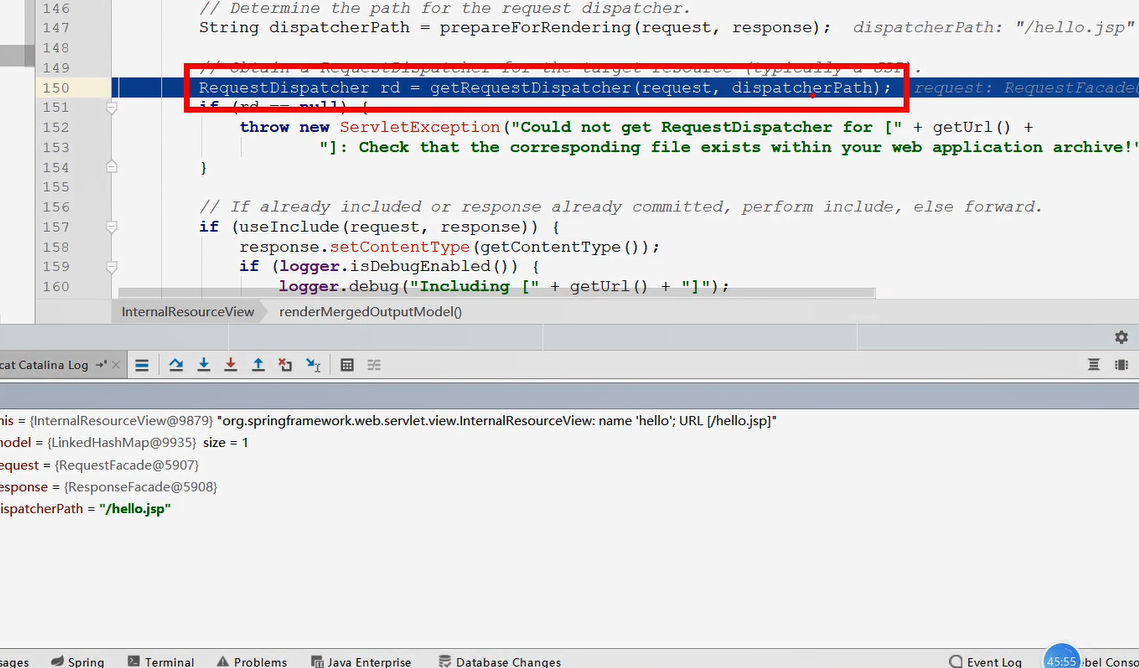 146 // Determine the path for the request dispatcher.
147 String dispatcherPath = prepareForRendering(request, response); dispatcherPath: "/hello.jsp"
148
149 // Obtain a RequestDispatcher for the target resource (typically a JSP).
150 RequestDispatcher rd = getRequestDispatcher(request, dispatcherPath); request: RequestFacade
151 if (rd == null) {
152 throw new ServletException("Could not get RequestDispatcher for [" + getUrl() +
153 "]: Check that the corresponding file exists within your web application archive!"
154 }
155
156 // If already included or response already committed, perform include, else forward.
157 if (useInclude(request, response)) {
158 response.setContentType(getContentType());
159 if (logger.isDebugEnabled()) {
160 logger.debug("Including [" + getUrl() + "]");
InternalResourceView renderMergedOutputModel()
cat Catalina Log
his = {InternalResourceView@9879} "org.springframework.web.servlet.view.InternalResourceView: name 'hello'; URL [/hello.jsp]"
nodel = {LinkedHashMap@9935} size = 1
equest = {RequestFacade@5907}
esponse = {ResponseFacade@5908}
ispatcherPath = "/hello.jsp"
sages Spring Terminal Problems Java Enterprise Database Changes Event Log 45:55 ebel Conso